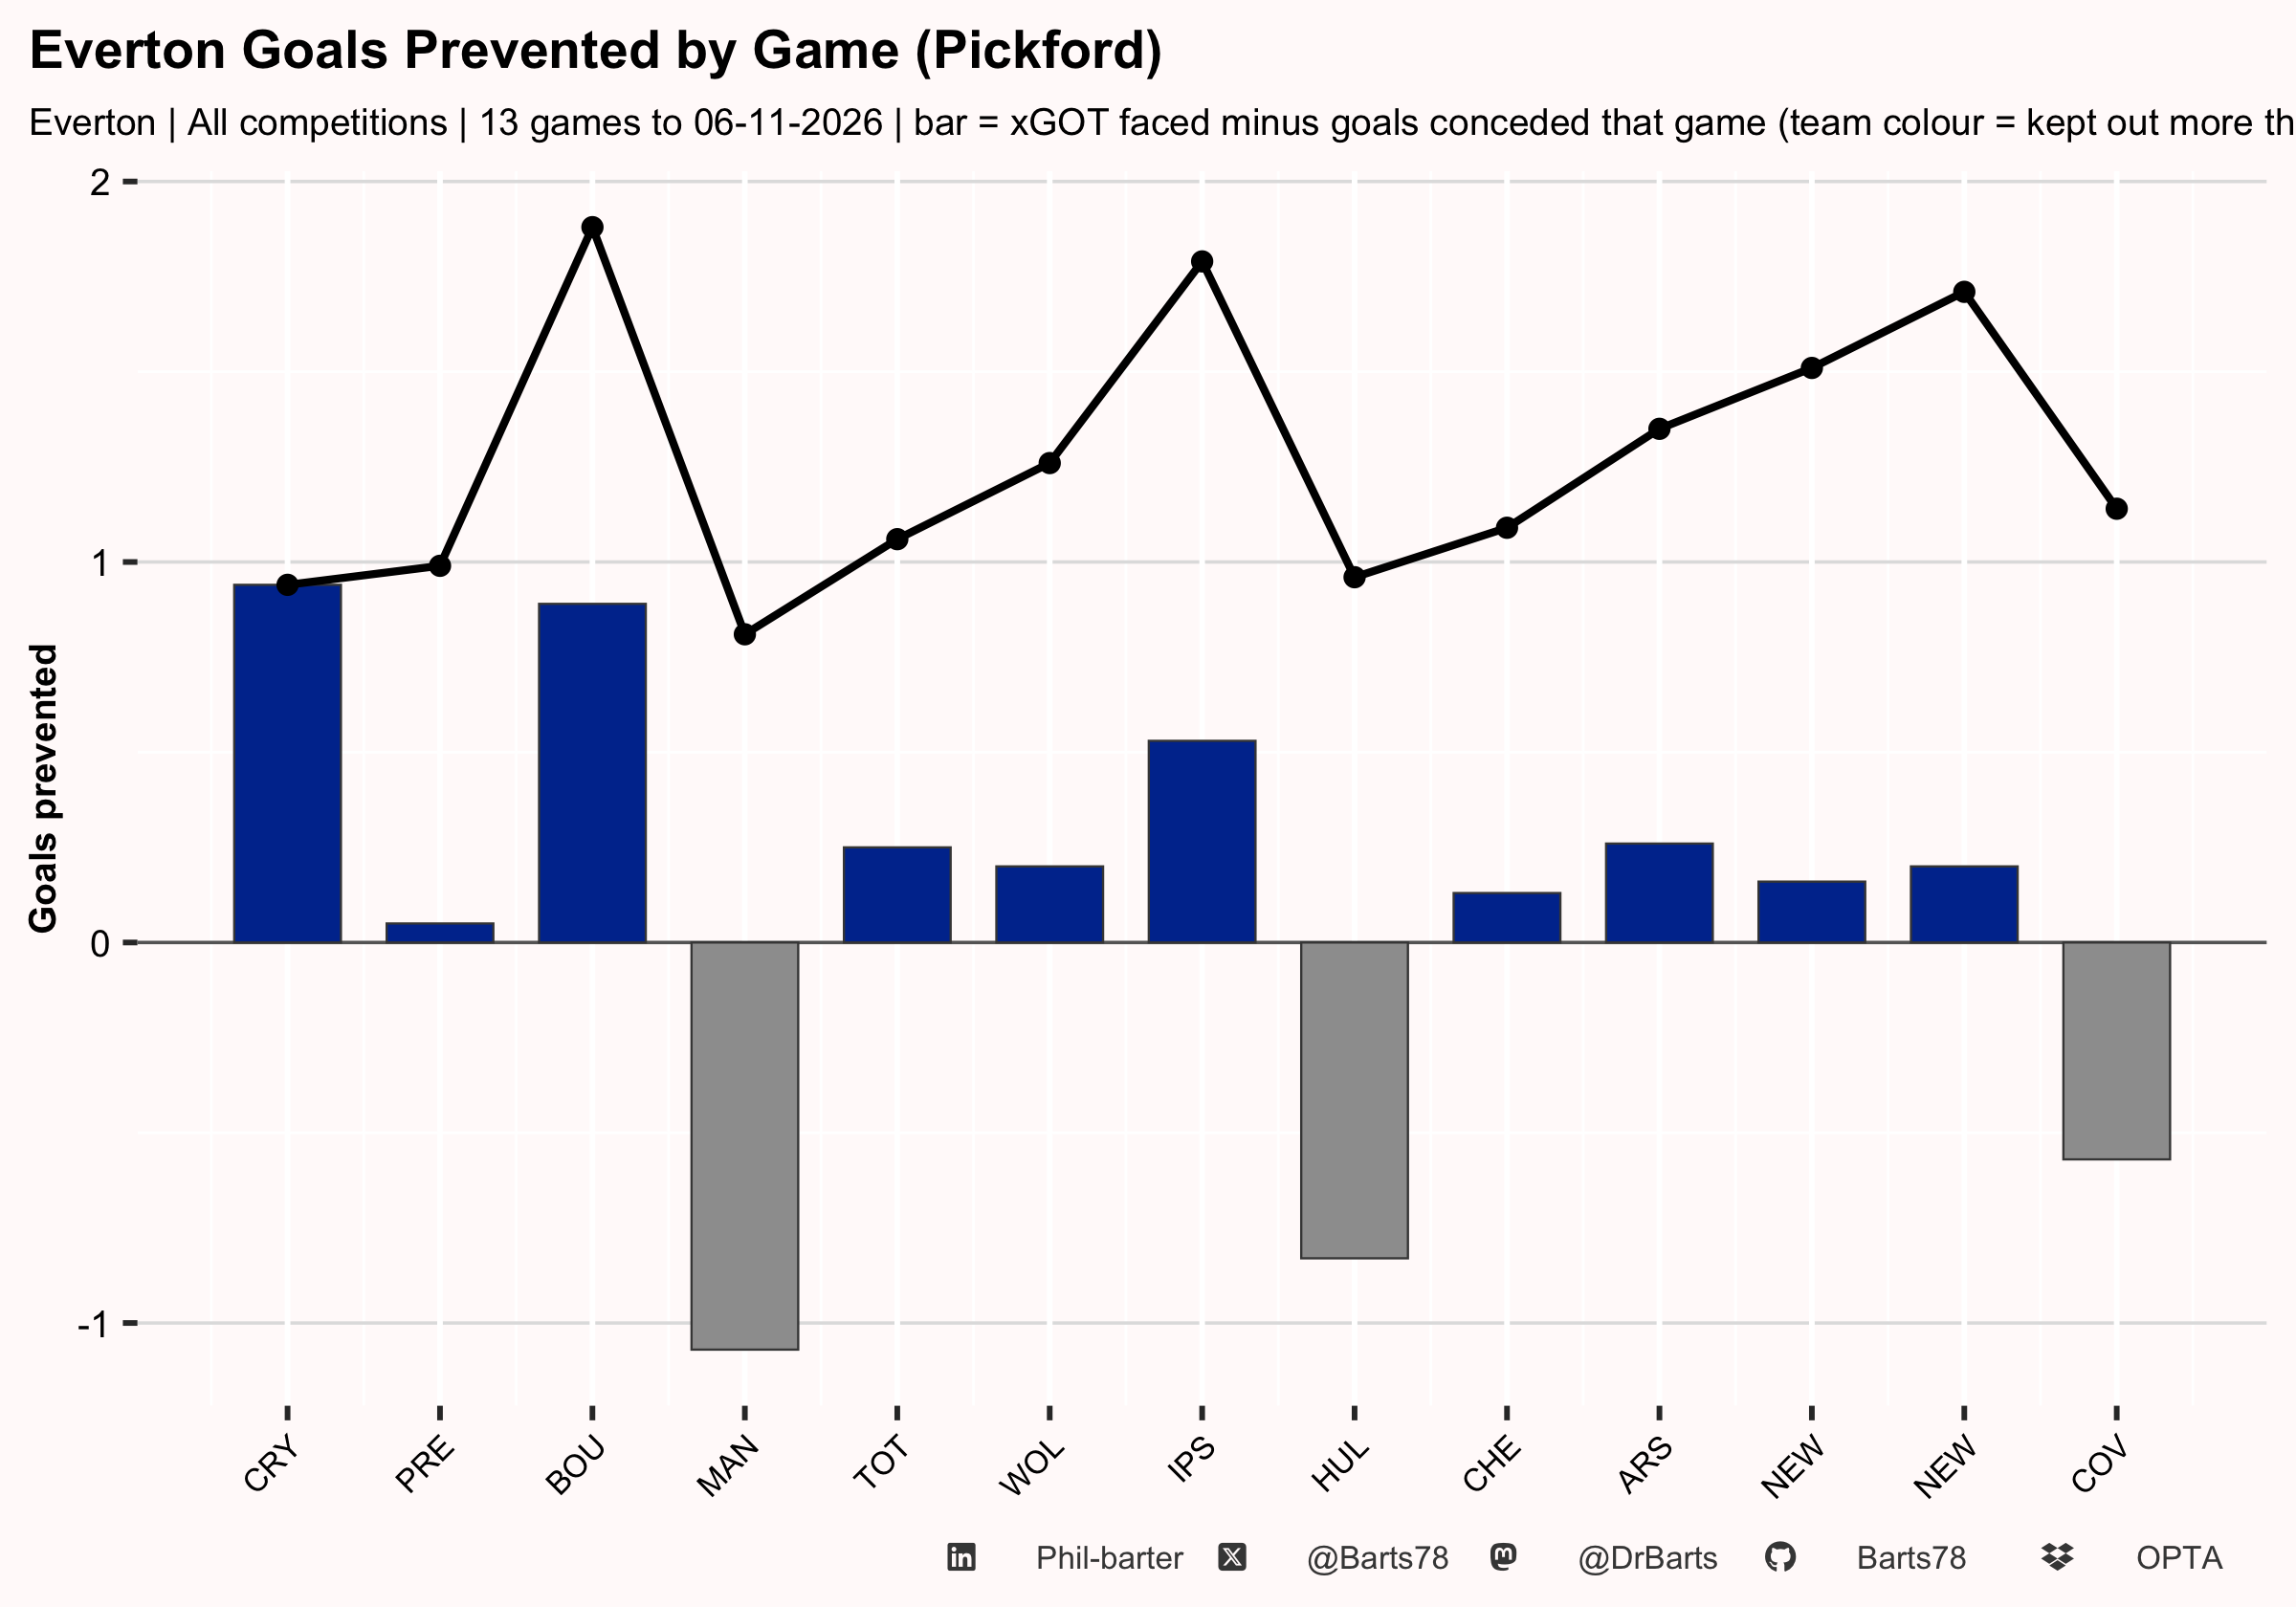 Everton Goals Prevented by Game (Pickford)
Everton | All competitions | 13 games to 06-11-2026 | bar = xGOT faced minus goals conceded that game (team colour = kept out more th
2
1
0
-1
Goals prevented
CRY
PRE
BOU
MAN
TOT
WOL
IPS
HUL
CHE
ARS
NEW
NEW
COV
Phil-barter @Barts78 @DrBarts Barts78 OPTA